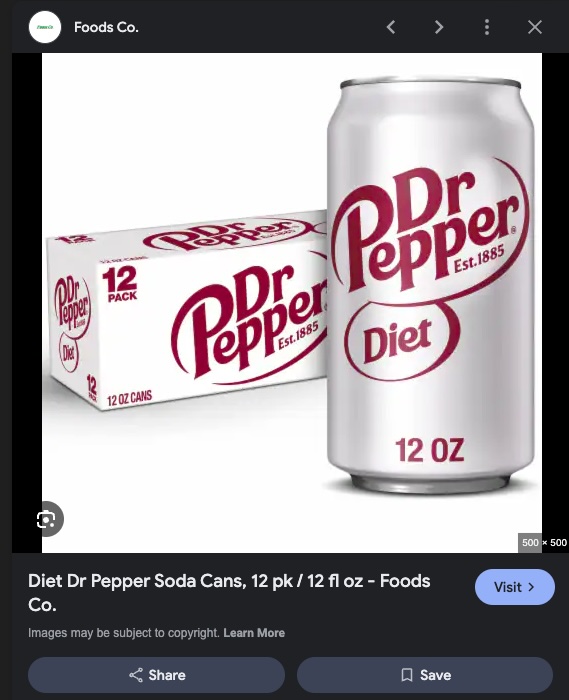 Foods Co.
12
12
PACK
Dr
Pepper
Est.1885
Dr
Pepper
Diet
12
12 OZ CANS
Dr
Pepper
Est.1885
Dr
Pepper®
Est.1885
Diet
12 OZ
500 × 500
Diet Dr Pepper Soda Cans, 12 pk / 12 fl oz - Foods
Co.
Visit
Images may be subject to copyright. Learn More
Share
Save